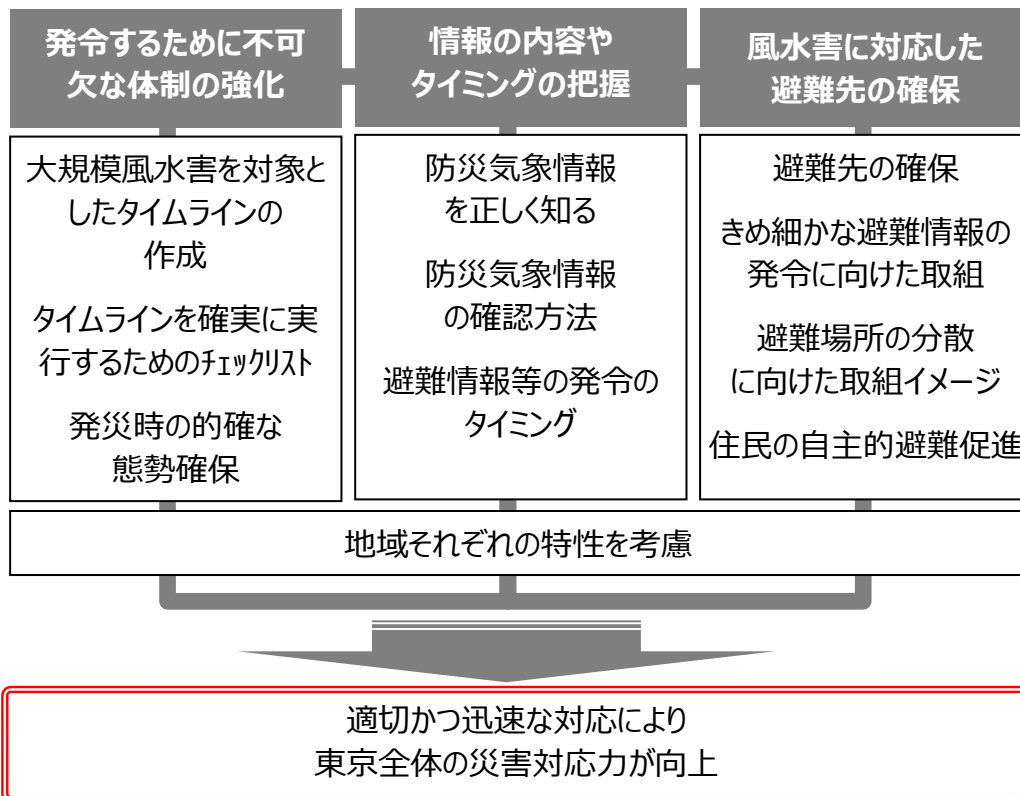 発令するために不可
欠な体制の強化
大規模風水害を対象と
したタイムラインの
作成
タイムラインを確実に実
行するためのﾁｪｯｸﾘｽﾄ
発災時の的確な
態勢確保
情報の内容や
タイミングの把握
防災気象情報
を正しく知る
防災気象情報
の確認方法
避難情報等の発令の
タイミング
風水害に対応した
避難先の確保
避難先の確保
きめ細かな避難情報の
発令に向けた取組
避難場所の分散
に向けた取組イメージ
住民の自主的避難促進
地域それぞれの特性を考慮
適切かつ迅速な対応により
東京全体の災害対応力が向上